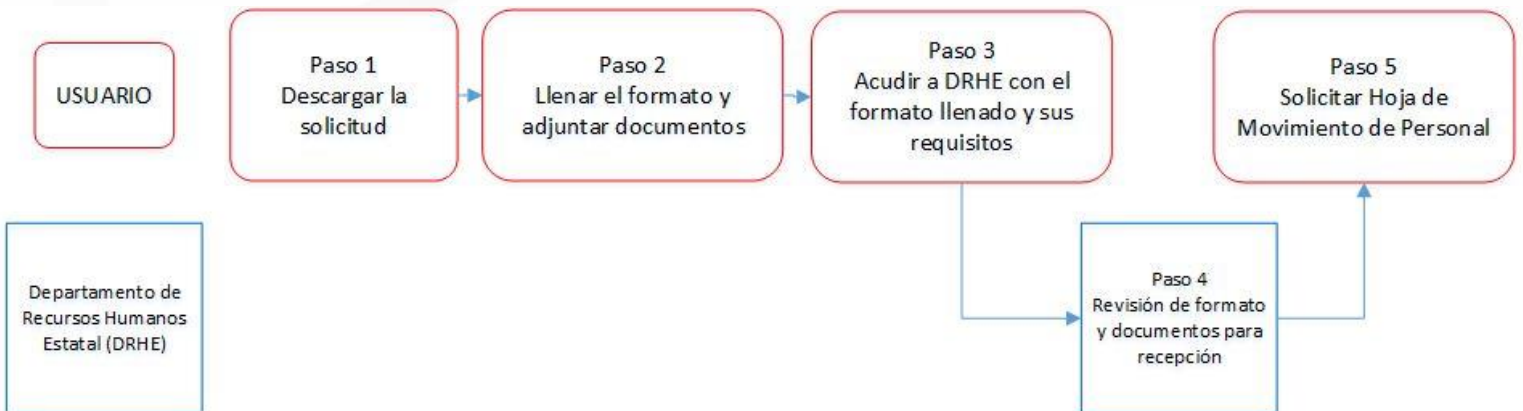 USUARIO
Paso 1
Descargar la
solicitud
Paso 2
Llenar el formato y
adjuntar documentos
Paso 3
Acudir a DRHE con el
formato llenado y sus
requisitos
Paso 5
Solicitar Hoja de
Movimiento de Personal
Departamento de
Recursos Humanos
Estatal (DRHE)
Paso 4
Revisión de formato
y documentos para
recepción